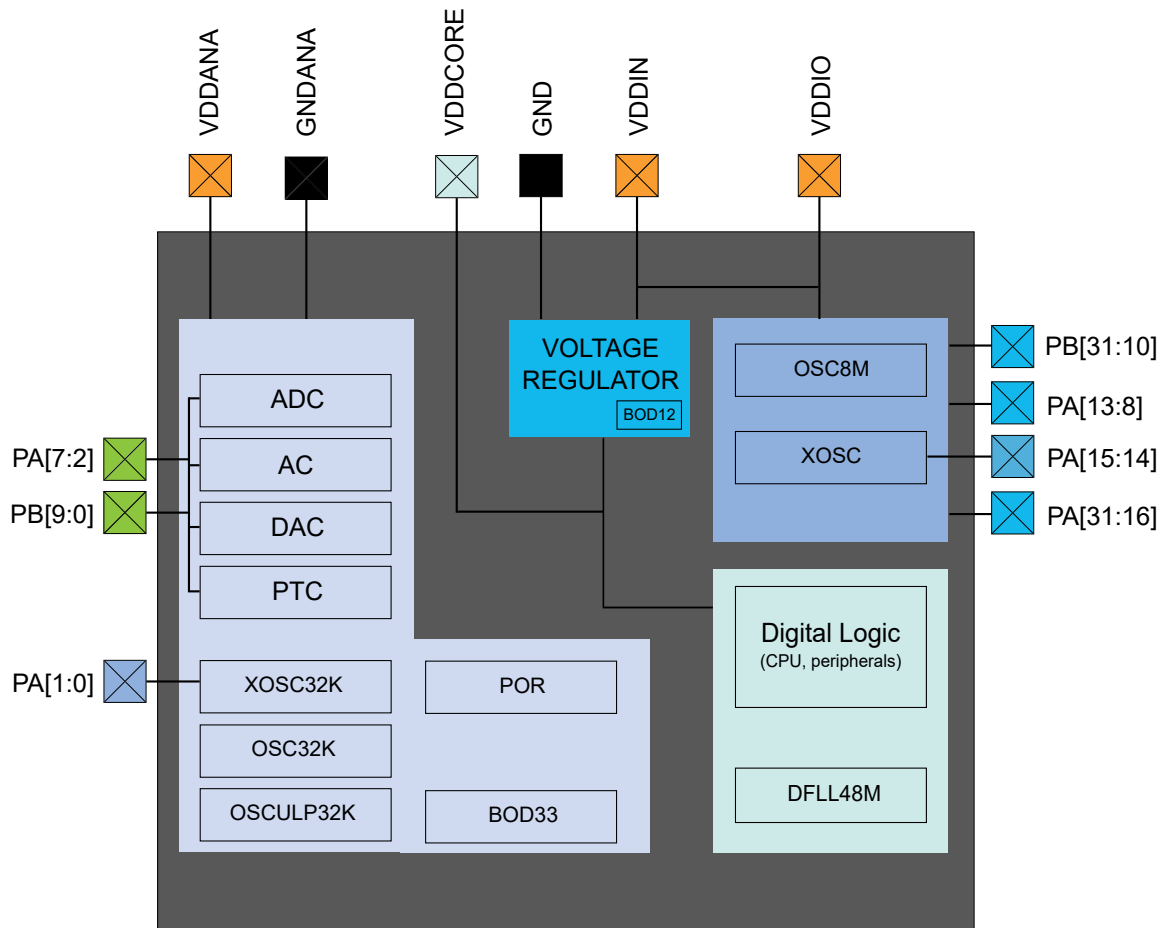 VDDANA
GNDANA
VDDCORE
GND
VDDIN
VDDIO
VOLTAGE
REGULATOR
BOD12
OSC8M
XOSC
PB[31:10]
PA[13:8]
PA[15:14]
PA[31:16]
ADC
AC
DAC
PTC
PA[7:2]
PB[9:0]
PA[1:0]
XOSC32K
OSC32K
OSCULP32K
POR
BOD33
Digital Logic
(CPU, peripherals)
DFLL48M